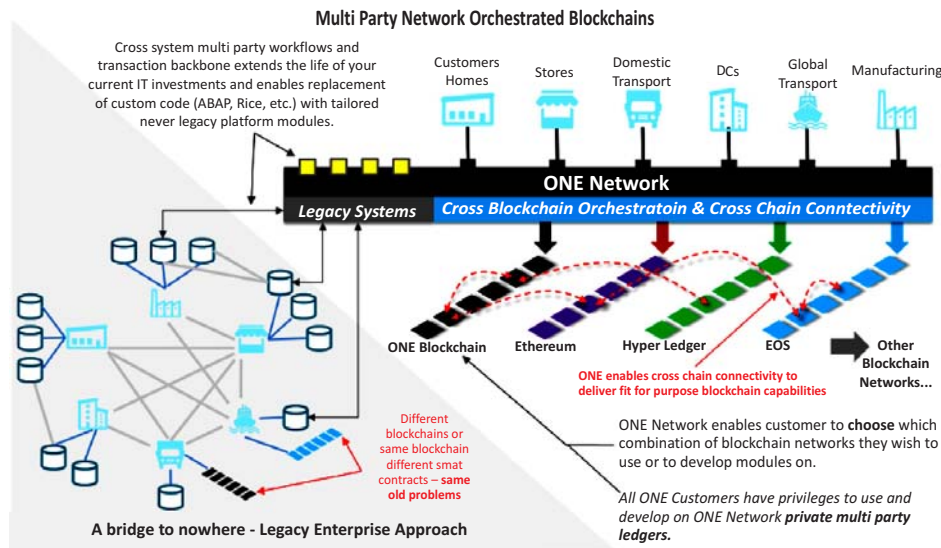 Multi Party Network Orchestrated Blockchains
Cross system multi party workflows and
transaction backbone extends the life of your
current IT investments and enables replacement
of custom code (ABAP, Rice, etc.) with tailored
never legacy platform modules.
Customers
Homes
Stores
Domestic
Transport
DCs
Global
Transport
Manufacturing
ONE Network
Legacy Systems
Cross Blockchain Orchestratoin & Cross Chain Conntectivity
ONE Blockchain
Ethereum
Hyper Ledger
EOS
Other
Blockchain
Networks...
ONE enables cross chain connectivity to
deliver fit for purpose blockchain capabilities
Different
blockchains or
same blockchain
different smat
contracts – same
old problems
ONE Network enables customer to choose which
combination of blockchain networks they wish to
use or to develop modules on.
All ONE Customers have privileges to use and
develop on ONE Network private multi party
ledgers.
A bridge to nowhere - Legacy Enterprise Approach